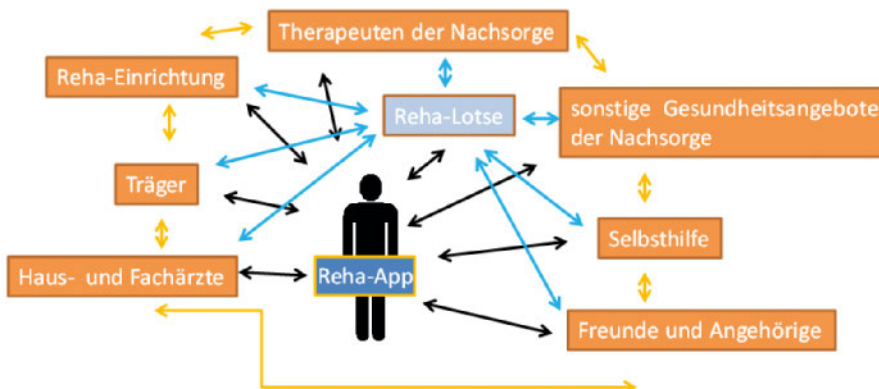 Therapeuten der Nachsorge
Reha-Einrichtung
Reha-Lotse
sonstige Gesundheitsangebote
der Nachsorge
Träger
Selbsthilfe
Haus- und Fachärzte
Reha-App
Freunde und Angehörige